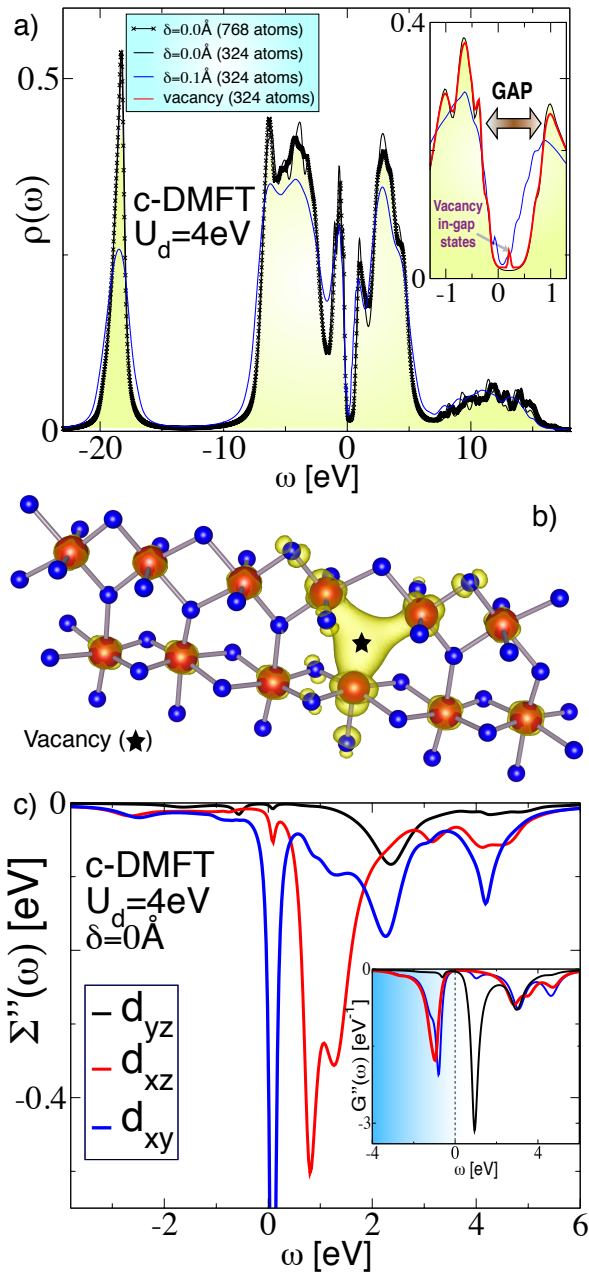 a)
δ=0.0Å (768 atoms)
δ=0.0Å (324 atoms)
δ=0.1Å (324 atoms)
vacancy (324 atoms)
0.4
GAP
Vacancy
in-gap
states
0
-1 0 1
0.5
c-DMFT
U_d=4eV
ρ(ω)
0
-20 -10 0 10
ω [eV]
b)
Vacancy (★)
c)
0
c-DMFT
U_d=4eV
δ=0Å
Σ''(ω) [eV]
d_yz
d_xz
d_xy
-0.4
0
G''(ω) [eV⁻¹]
-3
-4 0 4
ω [eV]
-2 0 2 4 6
ω [eV]